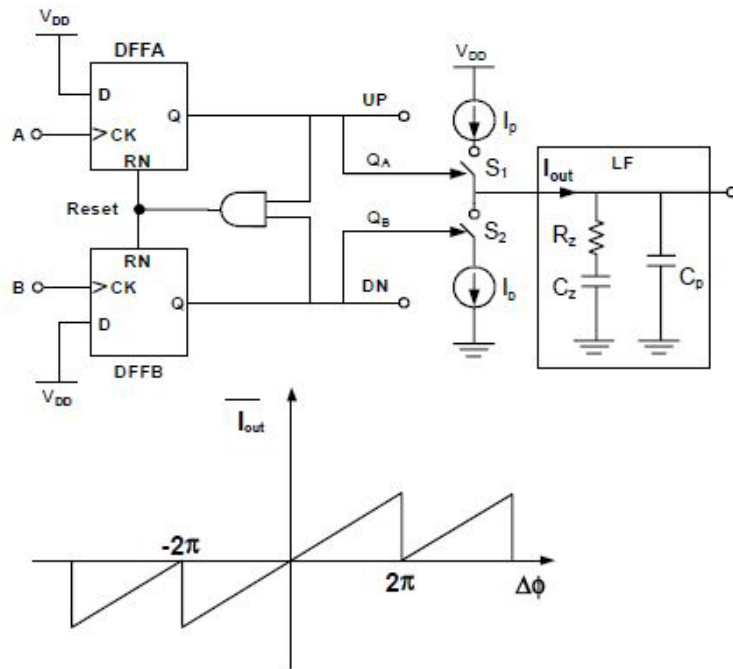 VDD
DFFA
D
Q
UP
VDD
A
>CK
Ip
RN
QA
S1
Iout
LF
Reset
QB
S2
Rz
RN
B
>CK
Q
DN
Ip
Cz
Cp
D
DFFB
VDD
Iout
-2π
2π
Δϕ